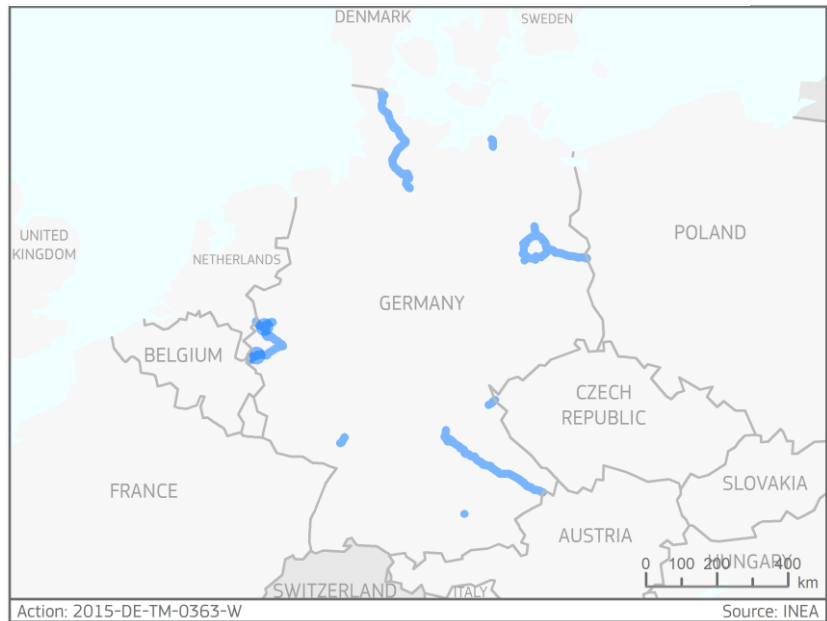 DENMARK
SWEDEN
UNITED
KINGDOM
NETHERLANDS
POLAND
GERMANY
BELGIUM
CZECH
REPUBLIC
FRANCE
SLOVAKIA
AUSTRIA
HUNGARY
SWITZERLAND
ITALY
0 100 200 400
km
Action: 2015-DE-TM-0363-W
Source: INEA